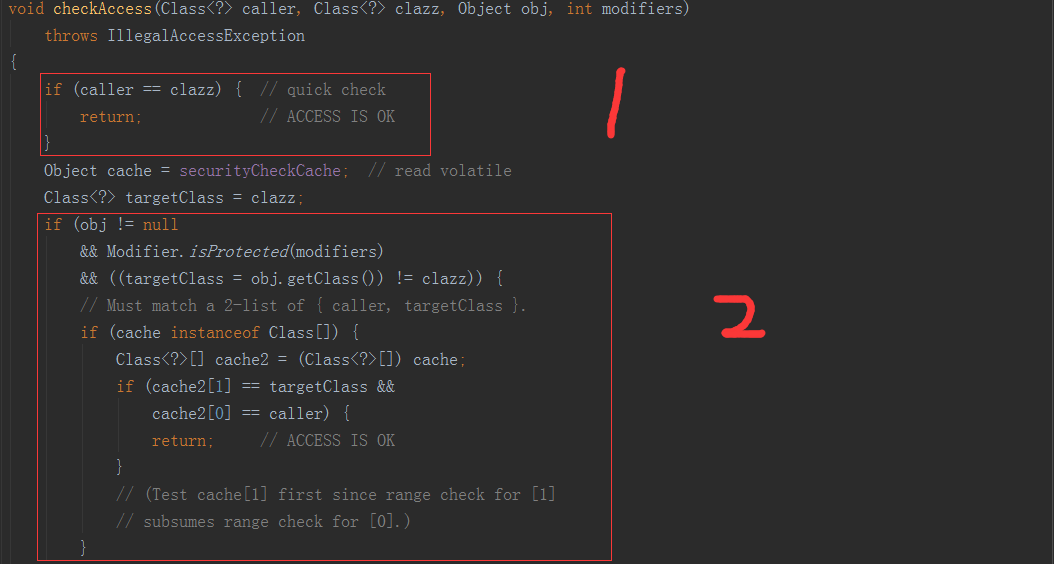 void checkAccess(Class<?> caller, Class<?> clazz, Object obj, int modifiers)
throws IllegalAccessException
{
if (caller == clazz) {  // quick check
return;             // ACCESS IS OK
}
1
Object cache = securityCheckCache;  // read volatile
Class<?> targetClass = clazz;
if (obj != null
&& Modifier.isProtected(modifiers)
&& ((targetClass = obj.getClass()) != clazz)) {
// Must match a 2-list of { caller, targetClass }.
2
if (cache instanceof Class[]) {
Class<?>[] cache2 = (Class<?>[]) cache;
if (cache2[1] == targetClass &&
cache2[0] == caller) {
return;     // ACCESS IS OK
}
// (Test cache[1] first since range check for [1]
// subsumes range check for [0].)
}